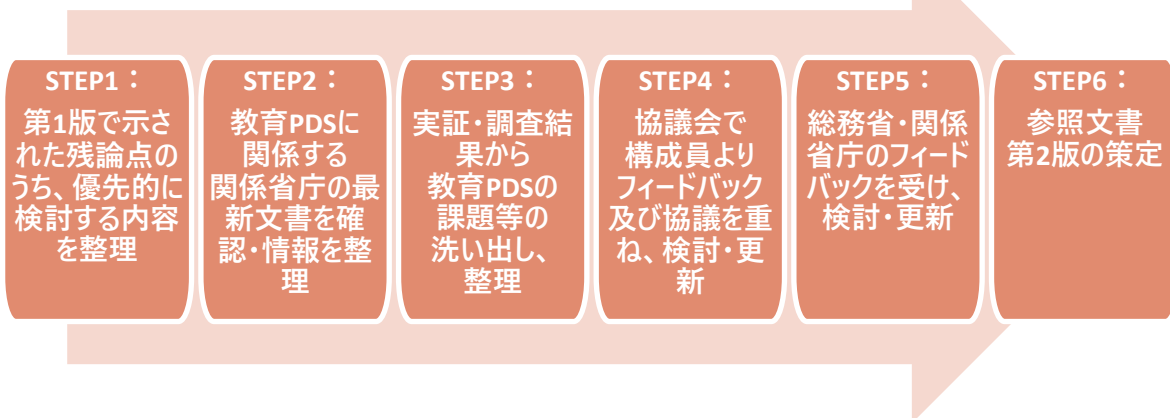 STEP1：
第1版で示さ
れた残論点の
うち、優先的に
検討する内容
を整理
STEP2：
教育PDSに
関係する
関係省庁の最
新文書を確
認・情報を整
理
STEP3：
実証・調査結
果から
教育PDSの
課題等の
洗い出し、
整理
STEP4：
協議会で
構成員より
フィードバック
及び協議を重
ね、検討・更
新
STEP5：
総務省・関係
省庁のフィード
バックを受け、
検討・更新
STEP6：
参照文書
第2版の策定